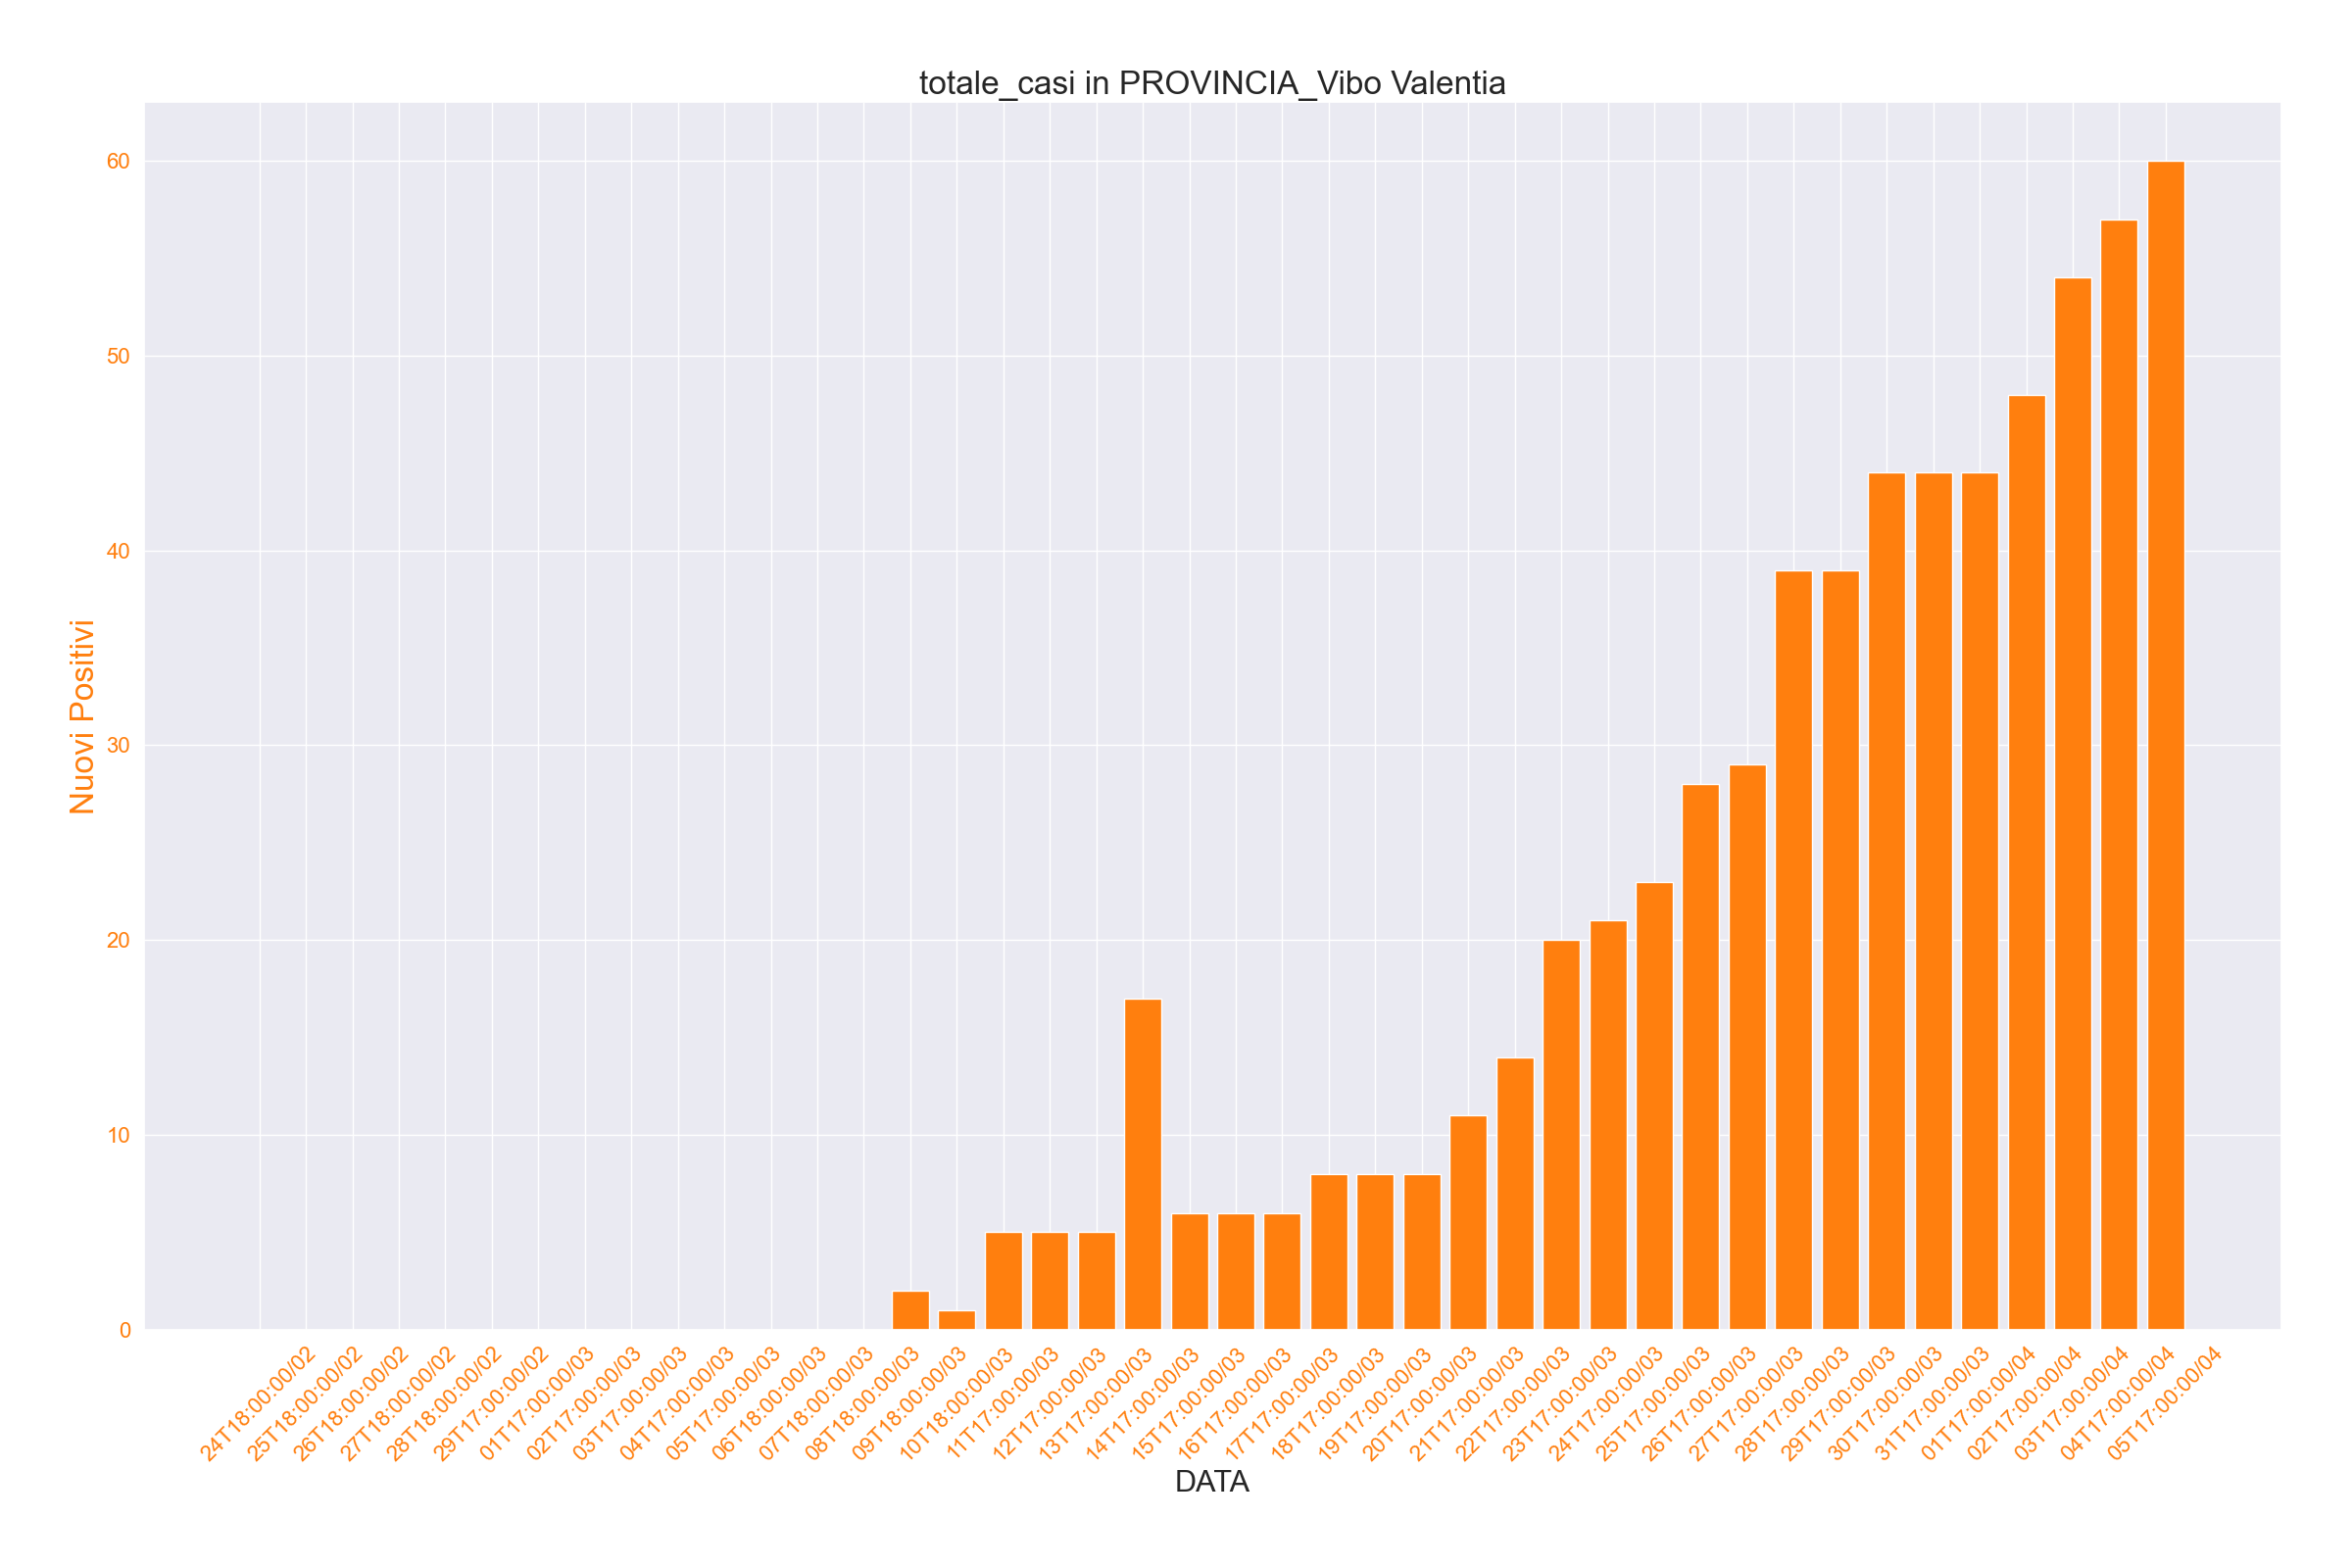 totale_casi in PROVINCIA_Vibo Valentia
60
50
40
30
20
10
0
Nuovi Positivi
24T18:00:00/02
25T18:00:00/02
26T18:00:00/02
27T18:00:00/02
28T18:00:00/02
29T17:00:00/02
01T17:00:00/03
02T17:00:00/03
03T17:00:00/03
04T17:00:00/03
05T17:00:00/03
06T18:00:00/03
07T18:00:00/03
08T18:00:00/03
09T18:00:00/03
10T18:00:00/03
11T17:00:00/03
12T17:00:00/03
13T17:00:00/03
14T17:00:00/03
15T17:00:00/03
16T17:00:00/03
17T17:00:00/03
18T17:00:00/03
19T17:00:00/03
20T17:00:00/03
21T17:00:00/03
22T17:00:00/03
23T17:00:00/03
24T17:00:00/03
25T17:00:00/03
26T17:00:00/03
27T17:00:00/03
28T17:00:00/03
29T17:00:00/03
30T17:00:00/03
31T17:00:00/03
01T17:00:00/04
02T17:00:00/04
03T17:00:00/04
04T17:00:00/04
05T17:00:00/04
DATA